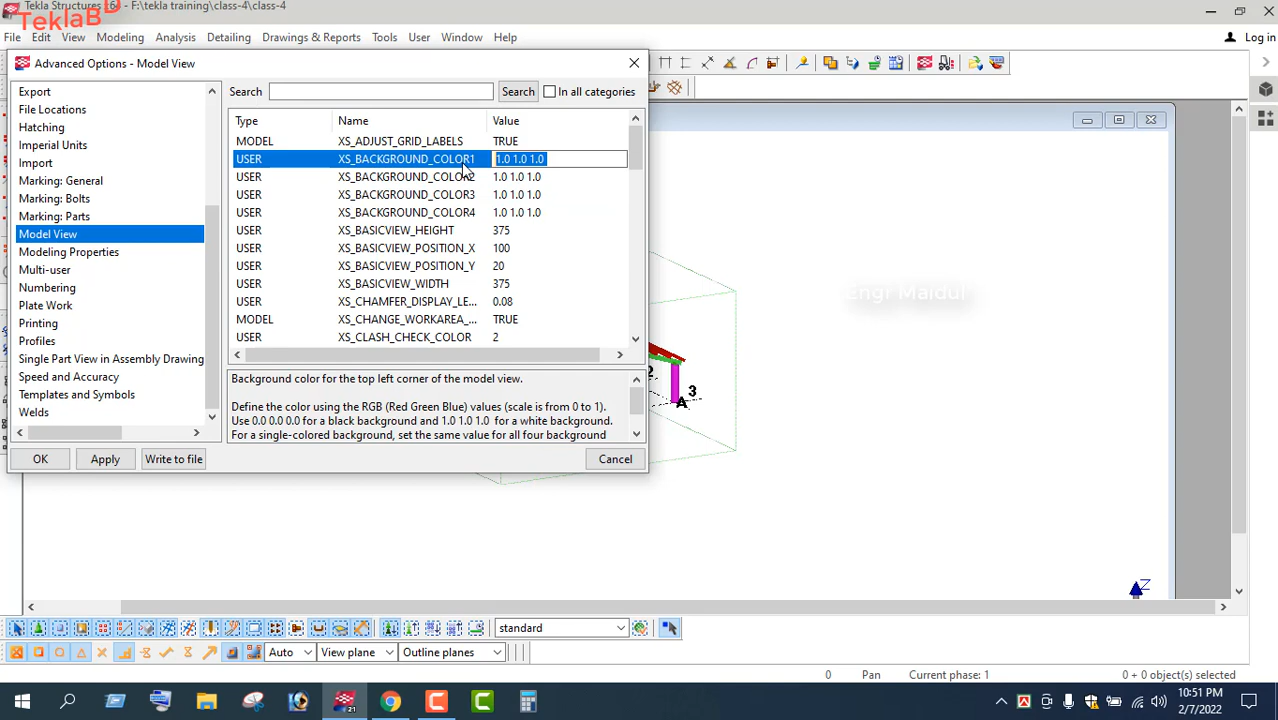 Tekla Structures
- F:\tekla training\class-4\class-4
TeklaB
File Edit View Modeling Analysis Detailing Drawings & Reports Tools User Window Help
Log in
Advanced Options - Model View
Search
Search
In all categories
Export
File Locations
Hatching
Imperial Units
Import
Marking: General
Marking: Bolts
Marking: Parts
Model View
Modeling Properties
Multi-user
Numbering
Plate Work
Printing
Profiles
Single Part View in Assembly Drawing
Speed and Accuracy
Templates and Symbols
Welds
Type Name Value
MODEL XS_ADJUST_GRID_LABELS TRUE
USER XS_BACKGROUND_COLOR1 1.0 1.0 1.0
USER XS_BACKGROUND_COLOR2 1.0 1.0 1.0
USER XS_BACKGROUND_COLOR3 1.0 1.0 1.0
USER XS_BACKGROUND_COLOR4 1.0 1.0 1.0
USER XS_BASICVIEW_HEIGHT 375
USER XS_BASICVIEW_POSITION_X 100
USER XS_BASICVIEW_POSITION_Y 20
USER XS_BASICVIEW_WIDTH 375
USER XS_CHAMFER_DISPLAY_LE... 0.08
MODEL XS_CHANGE_WORKAREA_... TRUE
USER XS_CLASH_CHECK_COLOR 2
Background color for the top left corner of the model view.
Define the color using the RGB (Red Green Blue) values (scale is from 0 to 1).
Use 0.0 0.0 0.0 for a black background and 1.0 1.0 1.0 for a white background.
For a single-colored background, set the same value for all four background
OK Apply Write to file Cancel
Engr Maidul
2
3
A
Z
standard
Auto View plane Outline planes
0 Pan Current phase: 1 0 + 0 object(s) selected
21
10:51 PM
2/7/2022